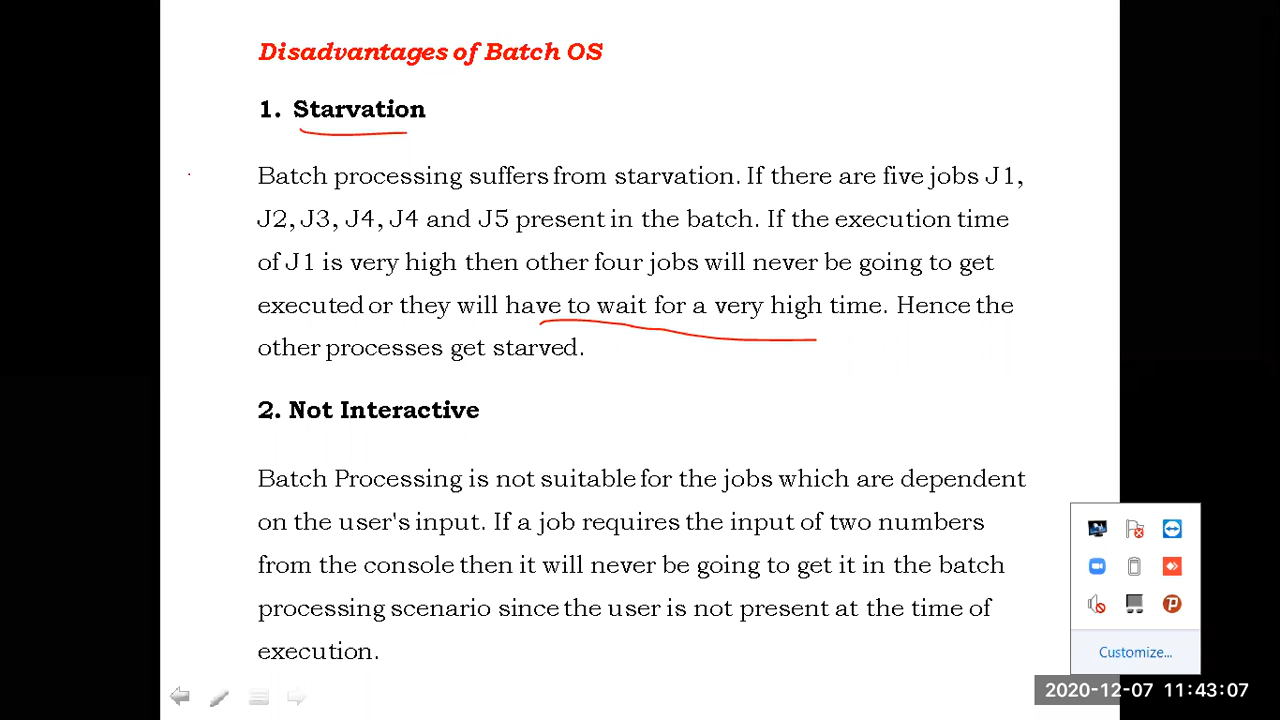 Disadvantages of Batch OS
1. Starvation
Batch processing suffers from starvation. If there are five jobs J1,
J2, J3, J4, J4 and J5 present in the batch. If the execution time
of J1 is very high then other four jobs will never be going to get
executed or they will have to wait for a very high time. Hence the
other processes get starved.
2. Not Interactive
Batch Processing is not suitable for the jobs which are dependent
on the user's input. If a job requires the input of two numbers
from the console then it will never be going to get it in the batch
processing scenario since the user is not present at the time of
execution.
Customize...
2020-12-07 11:43:07